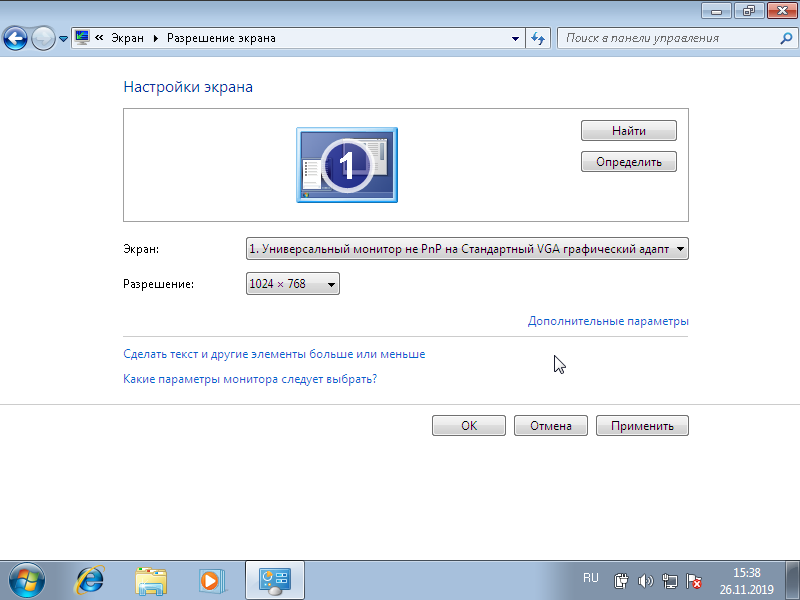 « Экран ▸ Разрешение экрана
Поиск в панели управления
Настройки экрана
1
Найти
Определить
Экран:
1. Универсальный монитор не PnP на Стандартный VGA графический адапт
Разрешение:
1024 × 768
Дополнительные параметры
Сделать текст и другие элементы больше или меньше
Какие параметры монитора следует выбрать?
ОК
Отмена
Применить
RU
15:38
26.11.2019